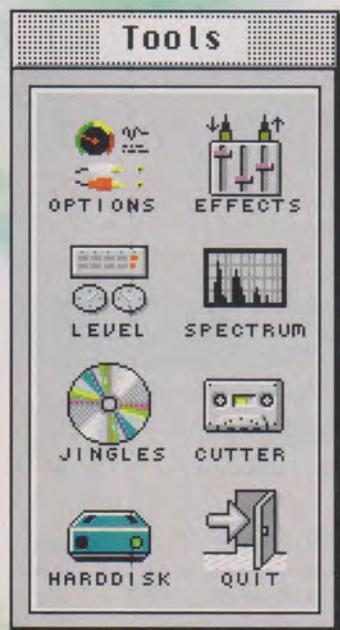 Tools
OPTIONS EFFECTS
LEVEL SPECTRUM
JINGLES CUTTER
HARDDISK QUIT